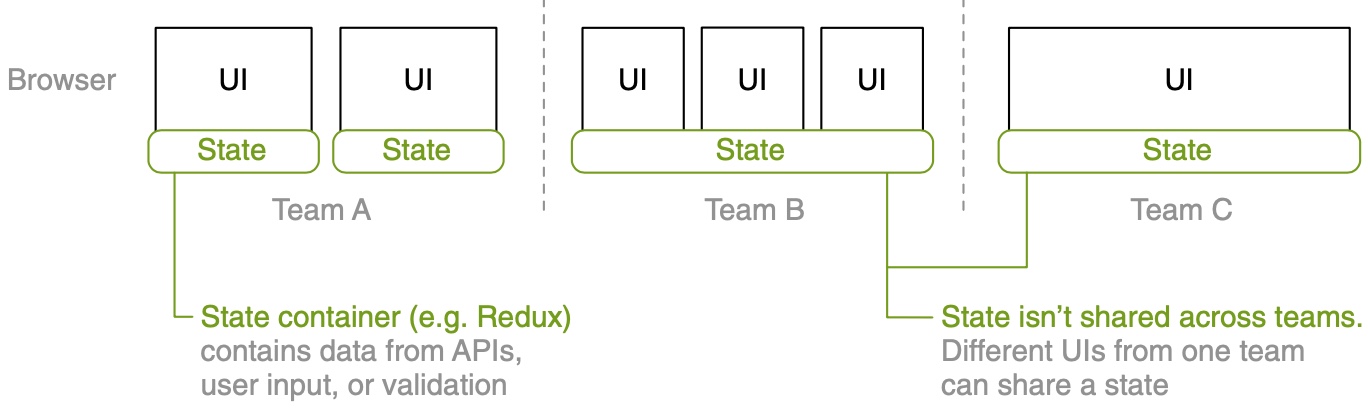 Browser
UI
UI
UI
UI
UI
UI
State
State
State
State
Team A
Team B
Team C
State container (e.g. Redux)
contains data from APIs,
user input, or validation
State isn’t shared across teams.
Different UIs from one team
can share a state